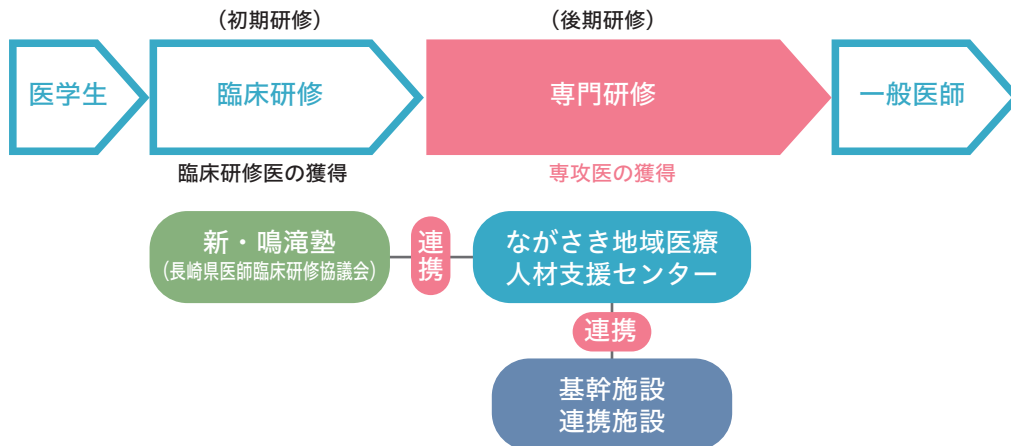 (初期研修)
(後期研修)
医学生
臨床研修
専門研修
一般医師
臨床研修医の獲得
専攻医の獲得
新・鳴滝塾
(長崎県医師臨床研修協議会)
連携
ながさき地域医療
人材支援センター
連携
基幹施設
連携施設